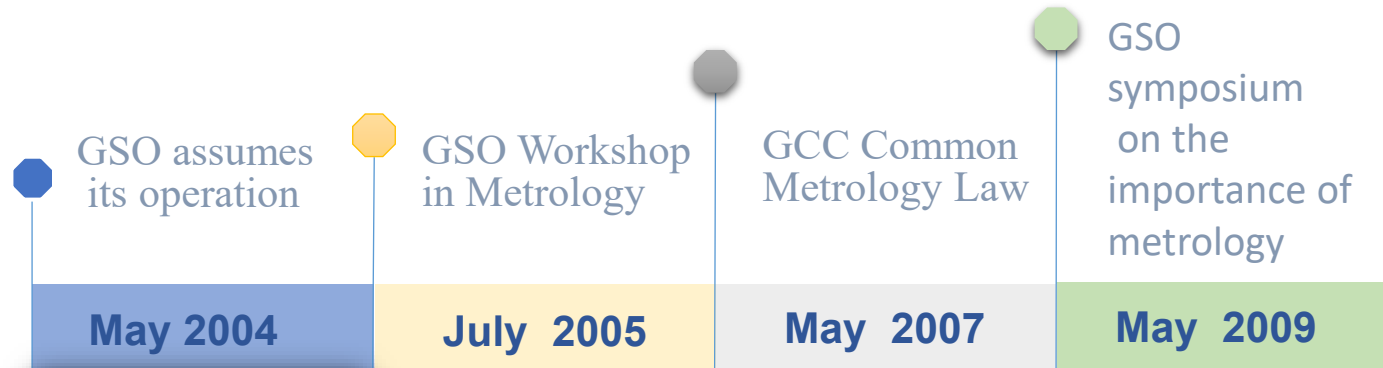 GSO assumes
its operation
May 2004
GSO Workshop
in Metrology
July 2005
GCC Common
Metrology Law
May 2007
GSO
symposium
on the
importance of
metrology
May 2009